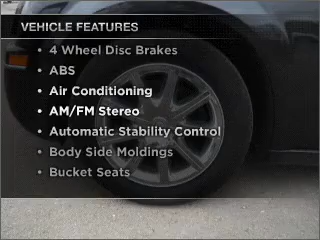 VEHICLE FEATURES
• 4 Wheel Disc Brakes
• ABS
• Air Conditioning
• AM/FM Stereo
• Automatic Stability Control
• Body Side Moldings
• Bucket Seats